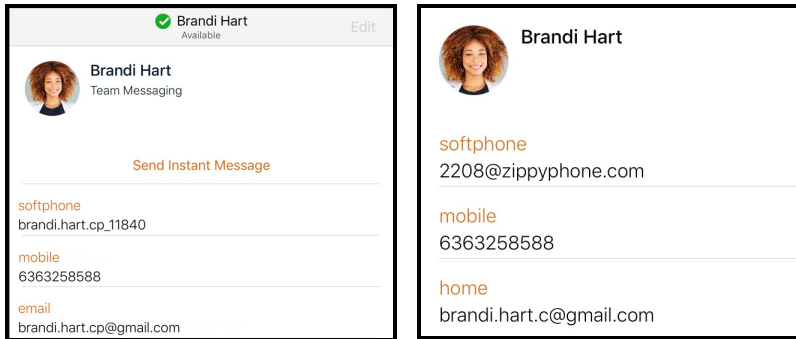 Brandi Hart
Available
Edit
Brandi Hart
Team Messaging
Send Instant Message
softphone
brandi.hart.cp_11840
mobile
6363258588
email
brandi.hart.cp@gmail.com
Brandi Hart
softphone
2208@zippyphone.com
mobile
6363258588
home
brandi.hart.c@gmail.com